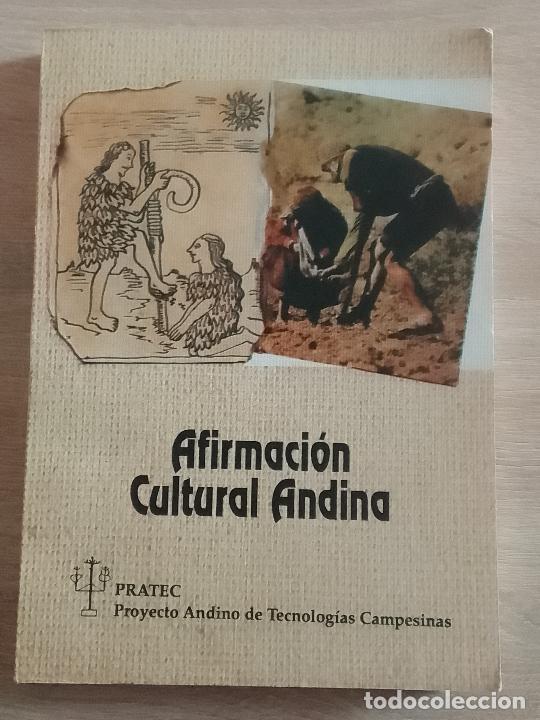 Afirmación
Cultural Andina
PRATEC
Proyecto Andino de Tecnologías Campesinas
todocoleccion